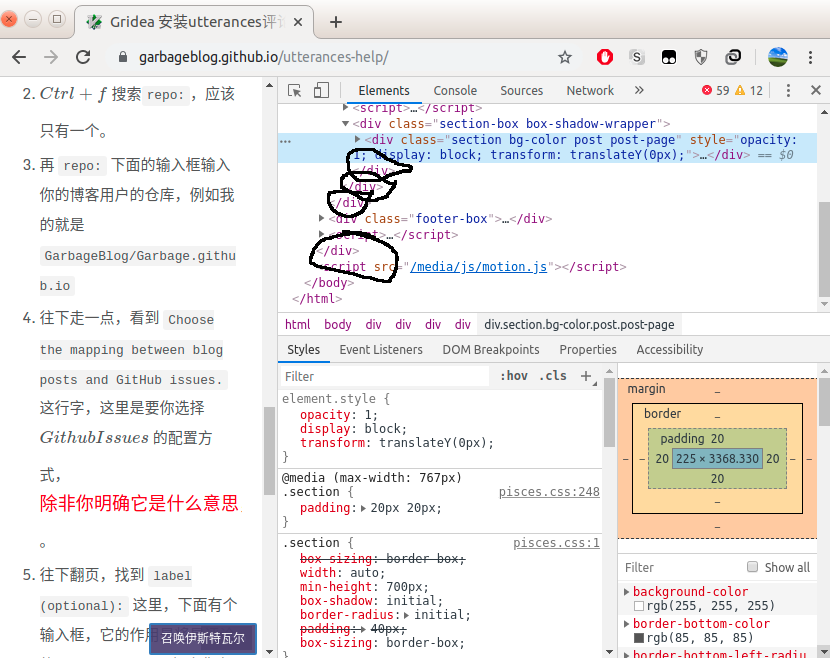 Gridea 安装utterances评
garbageblog.github.io/utterances-help/
2. Ctrl + f 搜索 repo:，应该
只有一个。
3. 再 repo: 下面的输入框输入
你的博客用户的仓库，例如我
的就是
GarbageBlog/Garbage.githu
b.io
4. 往下走一点，看到 Choose
the mapping between blog
posts and GitHub issues.
这行字，这里是要你选择
GithubIssues 的配置方
式，
除非你明确它是什么意思
。
5. 往下翻页，找到 label
(optional): 这里，下面有个
输入框，它的作用
召唤伊斯特瓦尔
Elements Console Sources Network » 59 12
<script>…</script>
<div class="section-box box-shadow-wrapper">
… <div class="section bg-color post post-page" style="opacity:
1; display: block; transform: translateY(0px);">…</div> == $0
</div>
</div>
</div>
<div class="footer-box">…</div>
<script>…</script>
</div>
<script src="/media/js/motion.js"></script>
</body>
</html>
html body div div div div div.section.bg-color.post.post-page
Styles Event Listeners DOM Breakpoints Properties Accessibility
Filter :hov .cls +
element.style {
opacity: 1;
display: block;
transform: translateY(0px);
}
@media (max-width: 767px)
.section { pisces.css:248
padding: 20px 20px;
}
.section { pisces.css:1
box-sizing: border-box;
width: auto;
min-height: 700px;
box-shadow: initial;
border-radius: initial;
padding: 40px;
box-sizing: border-box;
}
margin –
border –
padding 20
– – 20 225 × 3368.330 20 – –
20
–
–
Filter Show all
background-color
rgb(255, 255, 255)
border-bottom-color
rgb(85, 85, 85)
border-bottom-left-radiu